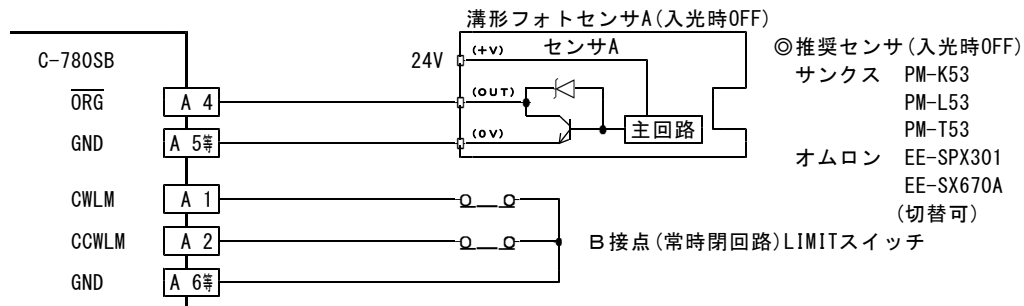 溝形フォトセンサA(入光時OFF)
C-780SB
24V
(+V)
センサA
◎推奨センサ(入光時OFF)
サンクス PM-K53
PM-L53
PM-T53
オムロン EE-SPX301
EE-SX670A
(切替可)
ORG
A 4
(OUT)
主回路
GND
A 5等
(0V)
CWLM
A 1
CCWLM
A 2
B接点(常時閉回路)LIMITスイッチ
GND
A 6等